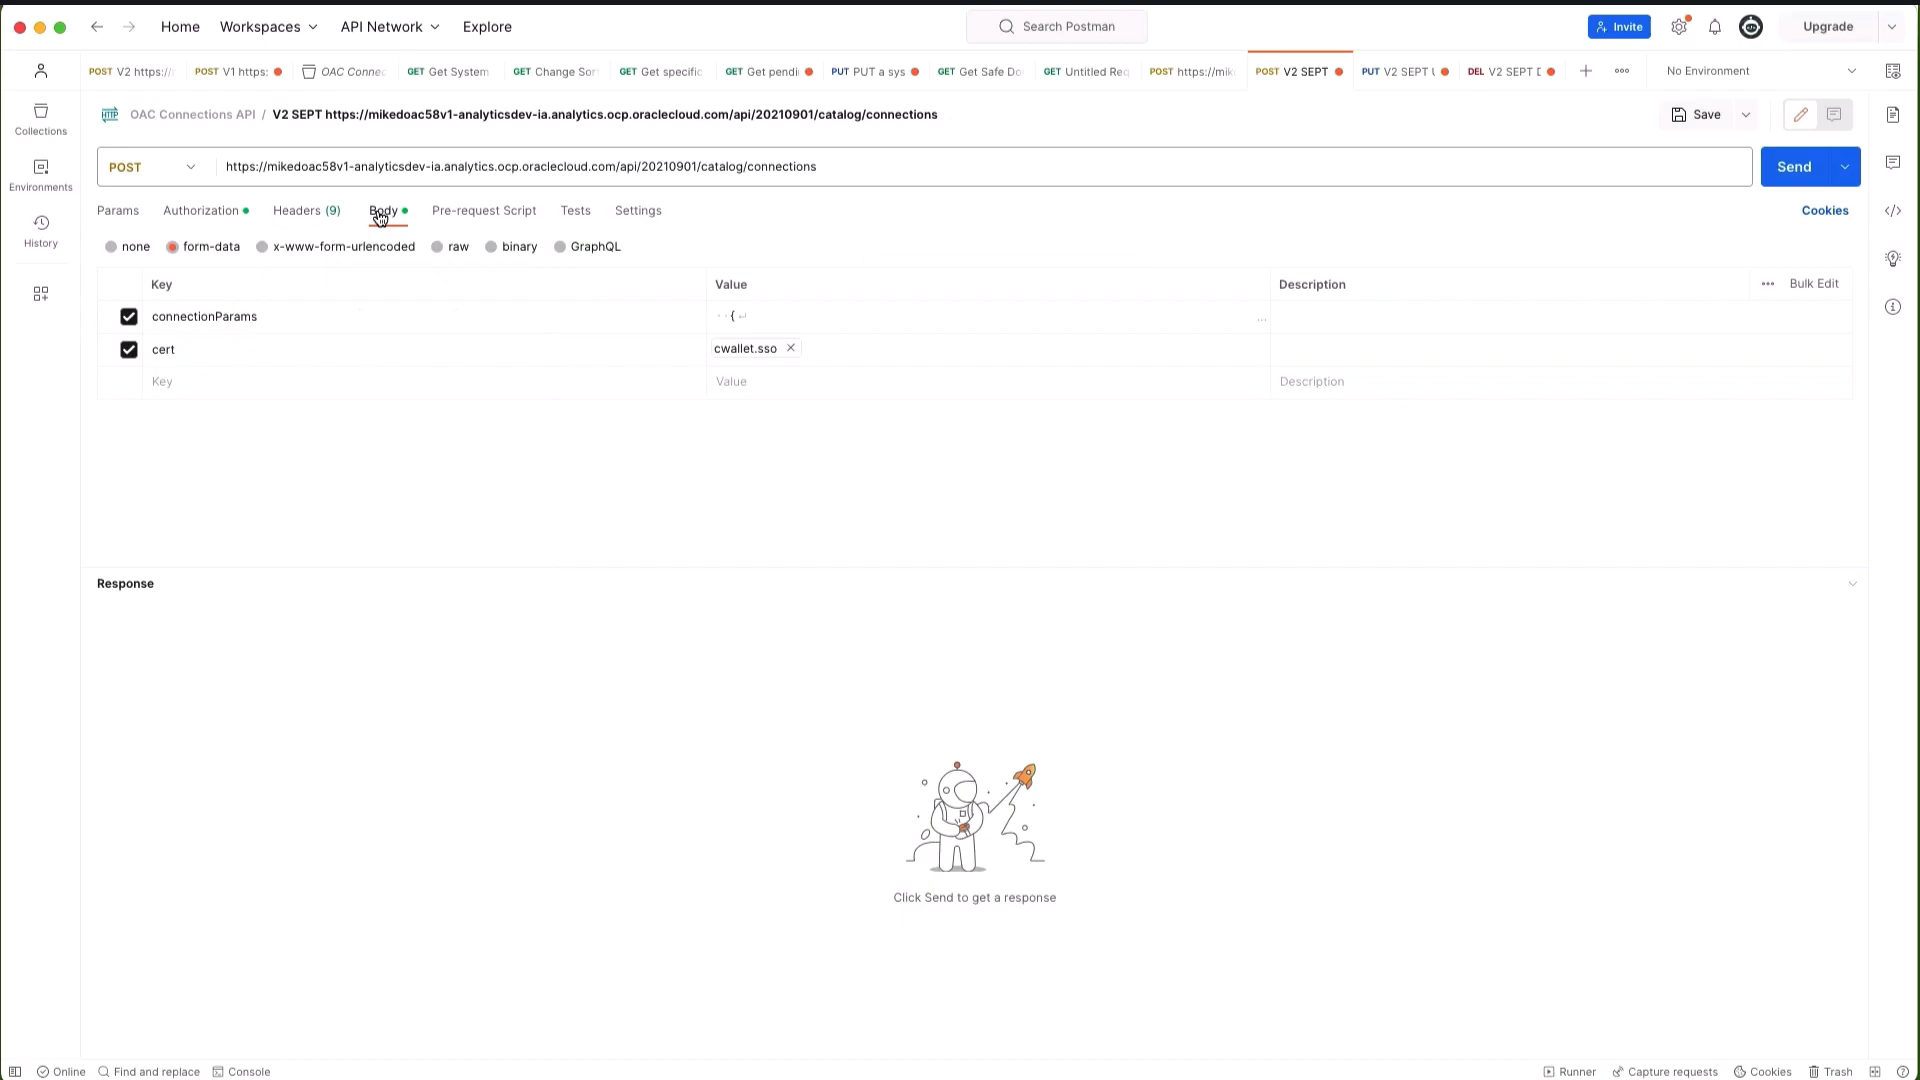 Home Workspaces API Network Explore Search Postman Invite Upgrade
POST V2 https:// POST V1 https: OAC Connec GET Get System GET Change Sor GET Get specific GET Get pendi PUT PUT a sys GET Get Safe Do GET Untitled Req POST https://mik POST V2 SEPT PUT V2 SEPT DEL V2 SEPT No Environment
Collections
Environments
History
HTTP OAC Connections API / V2 SEPT https://mikedoac58v1-analyticsdev-ia.analytics.ocp.oraclecloud.com/api/20210901/catalog/connections Save
POST https://mikedoac58v1-analyticsdev-ia.analytics.ocp.oraclecloud.com/api/20210901/catalog/connections Send
Params Authorization Headers (9) Body Pre-request Script Tests Settings Cookies
none form-data x-www-form-urlencoded raw binary GraphQL
Key Value Description ••• Bulk Edit
connectionParams ··{↵ ...
cert cwallet.sso
Key Value Description
Response
Click Send to get a response
Online Find and replace Console Runner Capture requests Cookies Trash